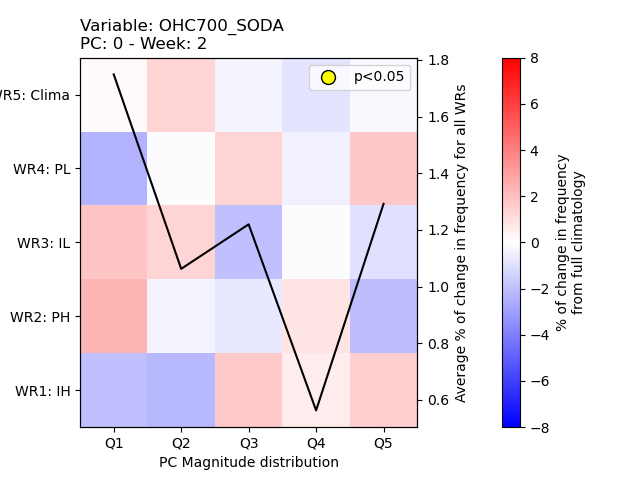 Variable: OHC700_SODA
PC: 0 - Week: 2
p<0.05
WR5: Clima
WR4: PL
WR3: IL
WR2: PH
WR1: IH
Q1 Q2 Q3 Q4 Q5
PC Magnitude distribution
1.8
1.6
1.4
1.2
1.0
0.8
0.6
Average % of change in frequency for all WRs
8
6
4
2
0
−2
−4
−6
−8
% of change in frequency
from full climatology